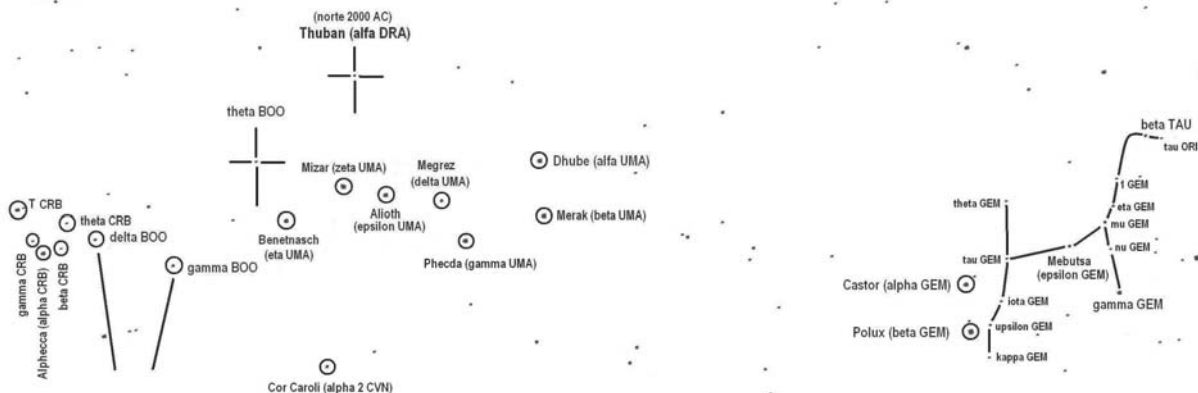 (norte 2000 AC)
Thuban (alfa DRA)
theta BOO
Mizar (zeta UMA)
Megrez
(delta UMA)
Dhube (alfa UMA)
Alioth
(epsilon UMA)
Merak (beta UMA)
Benetnasch
(eta UMA)
Phecda (gamma UMA)
T CRB
theta CRB
delta BOO
gamma BOO
gamma CRB
Alphecca (alpha CRB)
beta CRB
Cor Caroli (alpha 2 CVN)
beta TAU
tau ORI
1 GEM
theta GEM
eta GEM
mu GEM
nu GEM
tau GEM
Mebutsa
(epsilon GEM)
Castor (alpha GEM)
gamma GEM
iota GEM
Polux (beta GEM)
upsilon GEM
kappa GEM